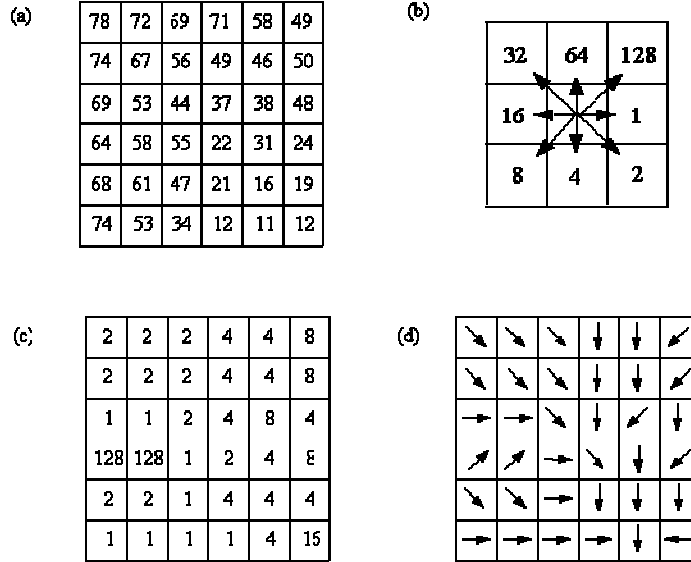 (a)
78 72 69 71 58 49
74 67 56 49 46 50
69 53 44 37 38 48
64 58 55 22 31 24
68 61 47 21 16 19
74 53 34 12 11 12
(b)
32 64 128
16 1
8 4 2
(c)
2 2 2 4 4 8
2 2 2 4 4 8
1 1 2 4 8 4
128 128 1 2 4 8
2 2 1 4 4 4
1 1 1 1 4 16
(d)